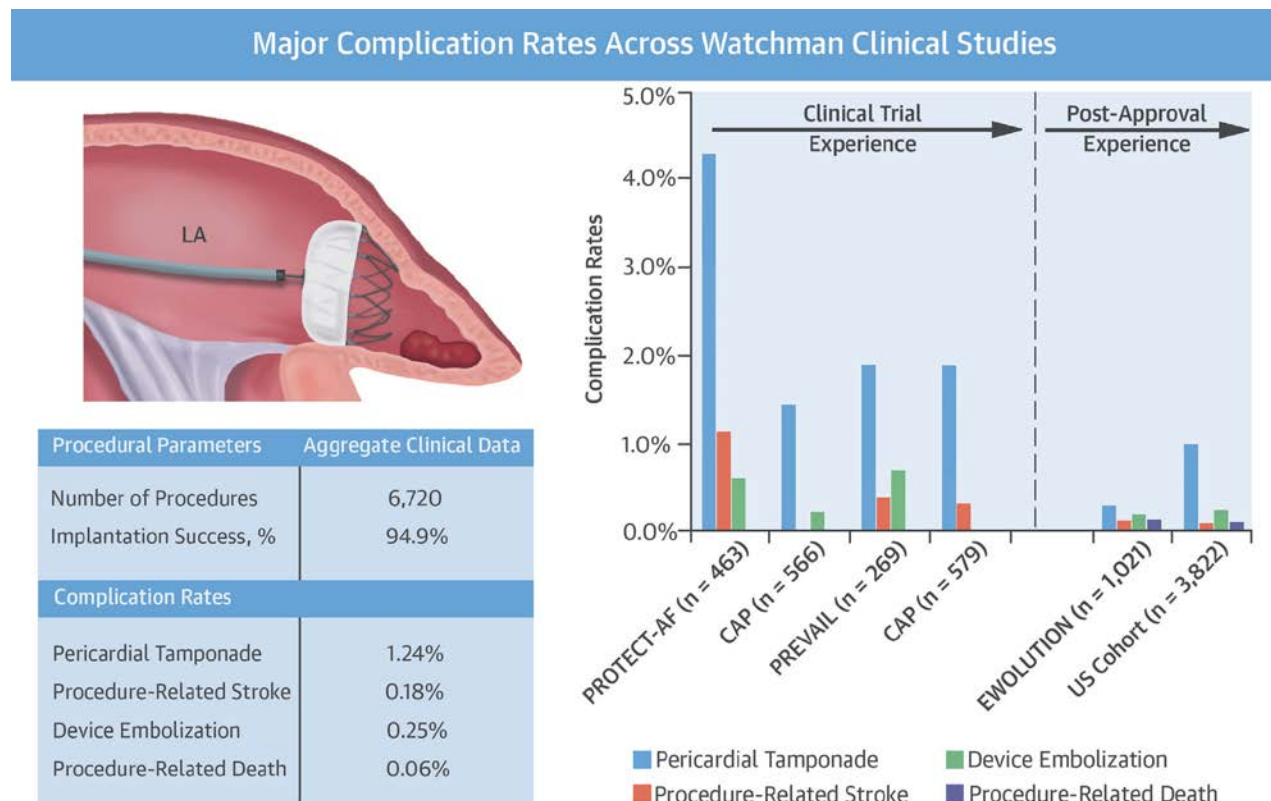 Major Complication Rates Across Watchman Clinical Studies
LA
Procedural Parameters Aggregate Clinical Data
Number of Procedures 6,720
Implantation Success, % 94.9%
Complication Rates
Pericardial Tamponade 1.24%
Procedure-Related Stroke 0.18%
Device Embolization 0.25%
Procedure-Related Death 0.06%
Complication Rates
5.0%
4.0%
3.0%
2.0%
1.0%
0.0%
Clinical Trial
Experience
Post-Approval
Experience
PROTECT-AF (n = 463)
CAP (n = 566)
PREVAIL (n = 269)
CAP (n = 579)
EWOLUTION (n = 1,021)
US Cohort (n = 3,822)
Pericardial Tamponade
Device Embolization
Procedure-Related Stroke
Procedure-Related Death